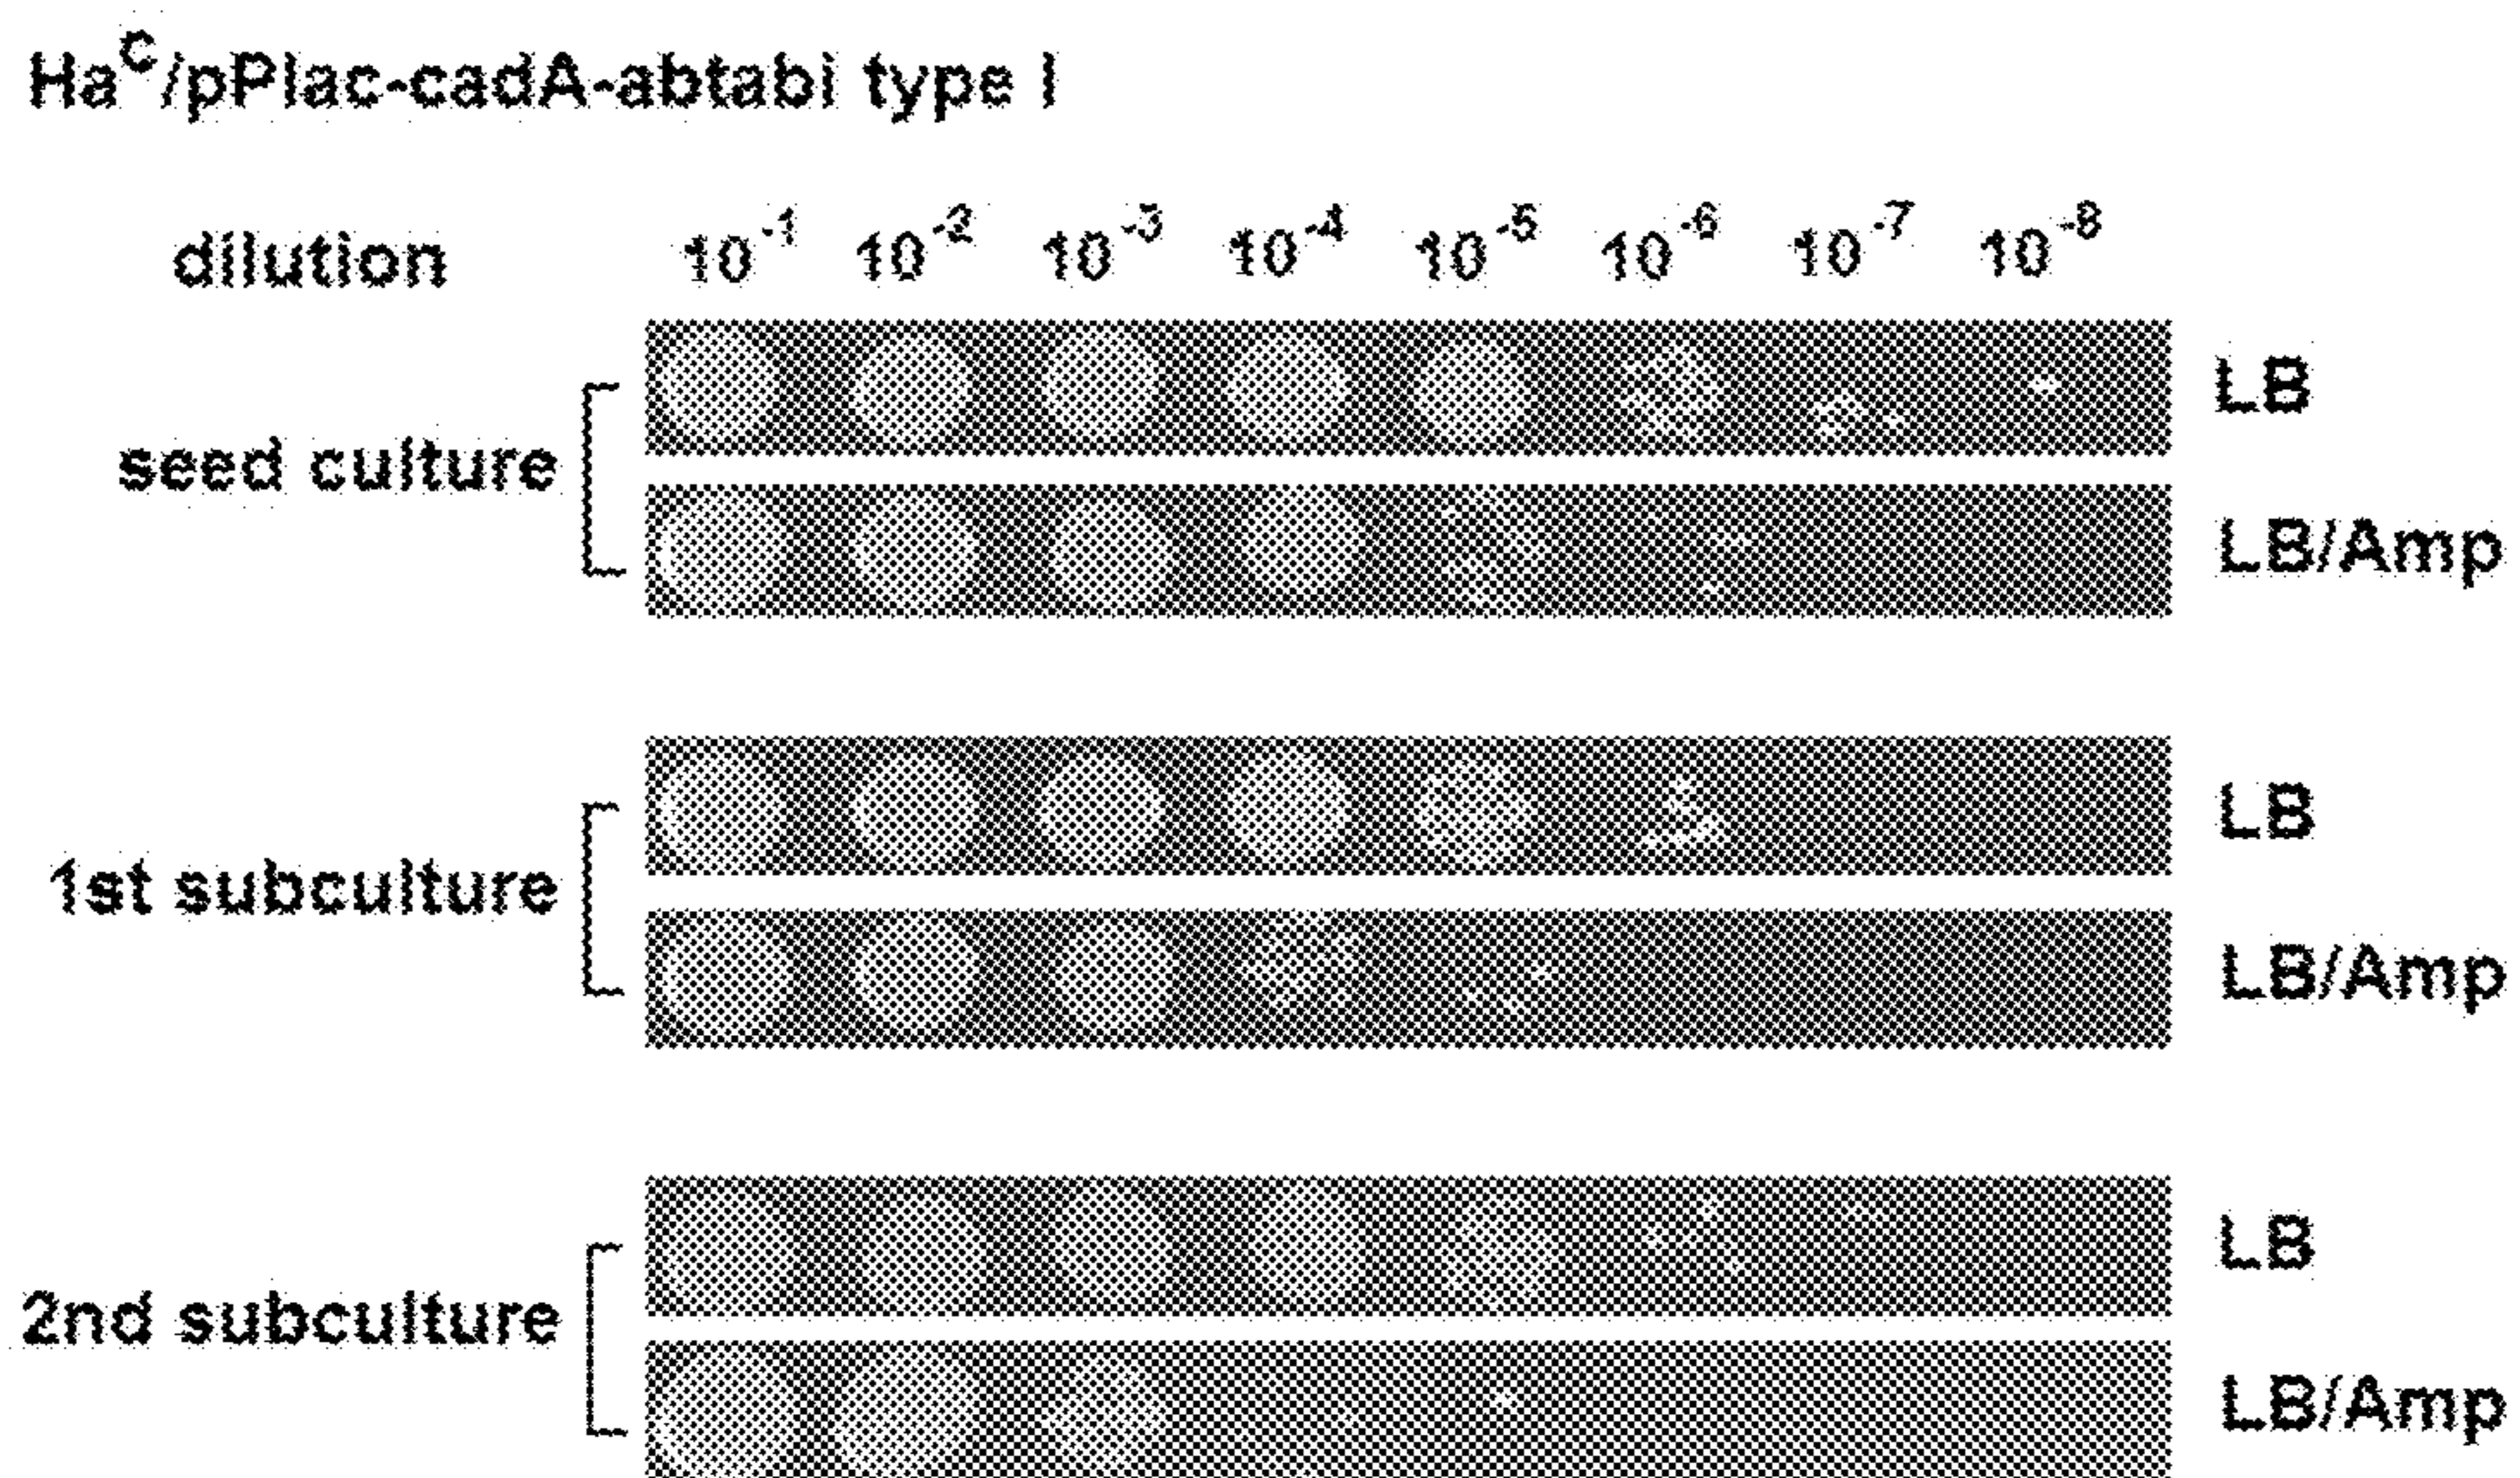 Haᶜ/pPlac-cadA-abtabi type I
dilution 10⁻¹ 10⁻² 10⁻³ 10⁻⁴ 10⁻⁵ 10⁻⁶ 10⁻⁷ 10⁻⁸
LB
seed culture
LB/Amp
LB
1st subculture
LB/Amp
LB
2nd subculture
LB/Amp